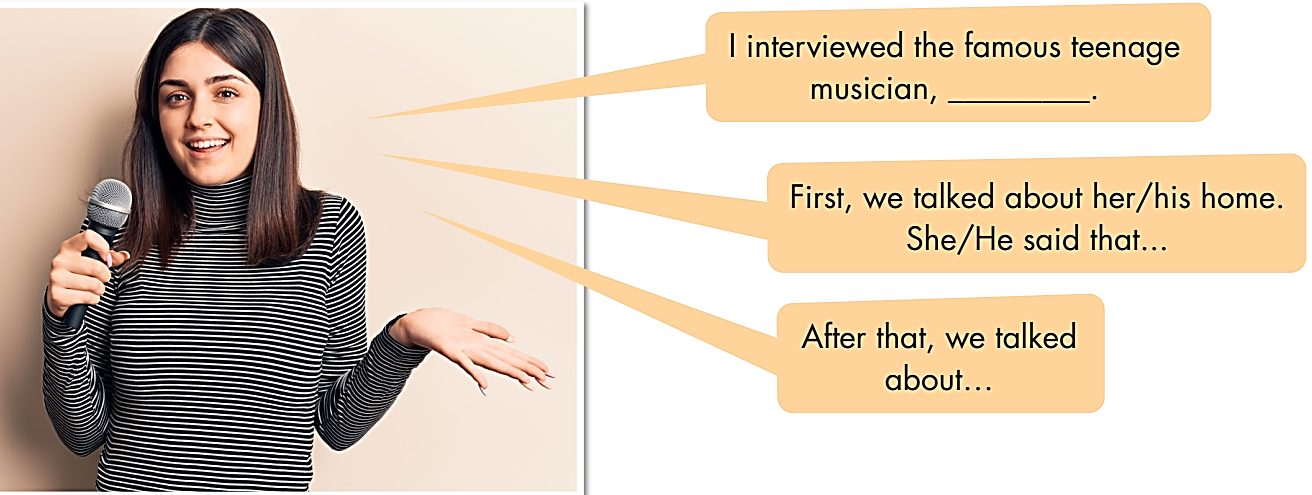 I interviewed the famous teenage
musician, _________.
First, we talked about her/his home.
She/He said that...
After that, we talked
about...